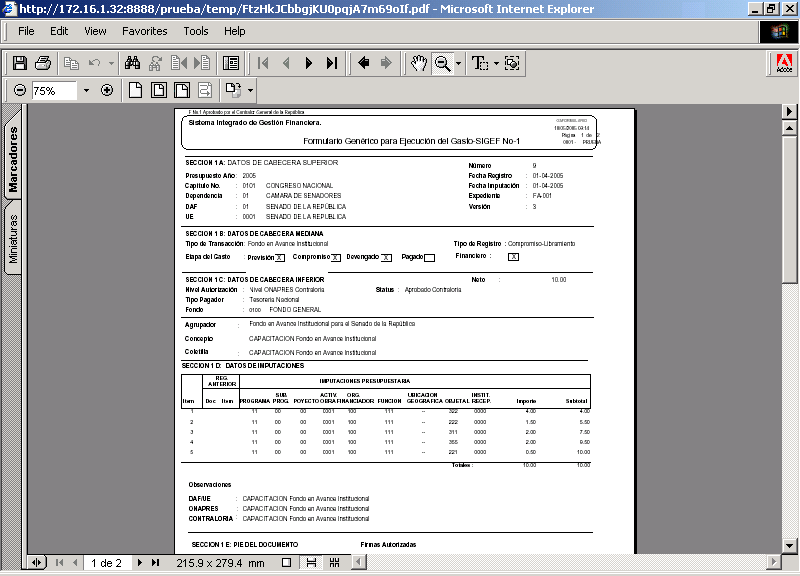 http://172.16.1.32:8888/prueba/temp/FtzHkJCbbgjKU0pqjA7m69oIf.pdf - Microsoft Internet Explorer
File Edit View Favorites Tools Help
Adobe
75%
Marcadores
Miniaturas
F No.1 Aprobado por el Contralor General de la República
Sistema Integrado de Gestión Financiera.
Formulario Genérico para Ejecución del Gasto-SIGEF No-1
Página 1 de 2
0001 - PRUEBA
SECCION 1 A: DATOS DE CABECERA SUPERIOR
Número 9
Presupuesto Año: 2005 Fecha Registro : 01-04-2005
Capítulo No. : 0101 CONGRESO NACIONAL Fecha Imputación : 01-04-2005
Dependencia : 01 CAMARA DE SENADORES Expediente : FA-001
DAF : 01 SENADO DE LA REPÚBLICA Versión : 3
UE : 0001 SENADO DE LA REPUBLICA
SECCION 1 B: DATOS DE CABECERA MEDIANA
Tipo de Transacción: Fondo en Avance Institucional Tipo de Registro : Compromiso-Libramiento
Etapa del Gasto : Previsión X Compromiso X Devengado X Pagado Financiero : X
SECCION 1 C: DATOS DE CABECERA INFERIOR Neto : 10.00
Nivel Autorización : Nivel ONAPRES Contraloria Status : Aprobado Contraloria
Tipo Pagador : Tesoreria Nacional
Fondo : 0100 FONDO GENERAL
Agrupador : Fondo en Avance Institucional para el Senado de la República
Concepto CAPACITACION Fondo en Avance Institucional
Coletilla : CAPACITACION Fondo en Avance Institucional
SECCION 1 D: DATOS DE IMPUTACIONES
REG. ANTERIOR IMPUTACIONES PRESUPUESTARIA
Item Doc Item PROGRAMA SUB PROG. POYECTO ACTIV. OBRA ORG. FINANCIADOR FUNCION UBICACION GEOGRAFICA OBJETAL INSTIT. RECEP. Importe Subtotal
1 11 00 00 0001 100 111 -- 322 0000 4.00 4.00
2 11 00 00 0001 100 111 -- 222 0000 1.50 5.50
3 11 00 00 0001 100 111 -- 311 0000 2.00 7.50
4 11 00 00 0001 100 111 -- 355 0000 2.00 9.50
5 11 00 00 0001 100 111 -- 221 0000 0.50 10.00
Totales : 10.00 10.00
Observaciones
DAF/UE : CAPACITACION Fondo en Avance Institucional
ONAPRES : CAPACITACION Fondo en Avance Institucional
CONTRALORIA : CAPACITACION Fondo en Avance Institucional
SECCION 1 E: PIE DEL DOCUMENTO Firmas Autorizadas
1 de 2 215.9 x 279.4 mm